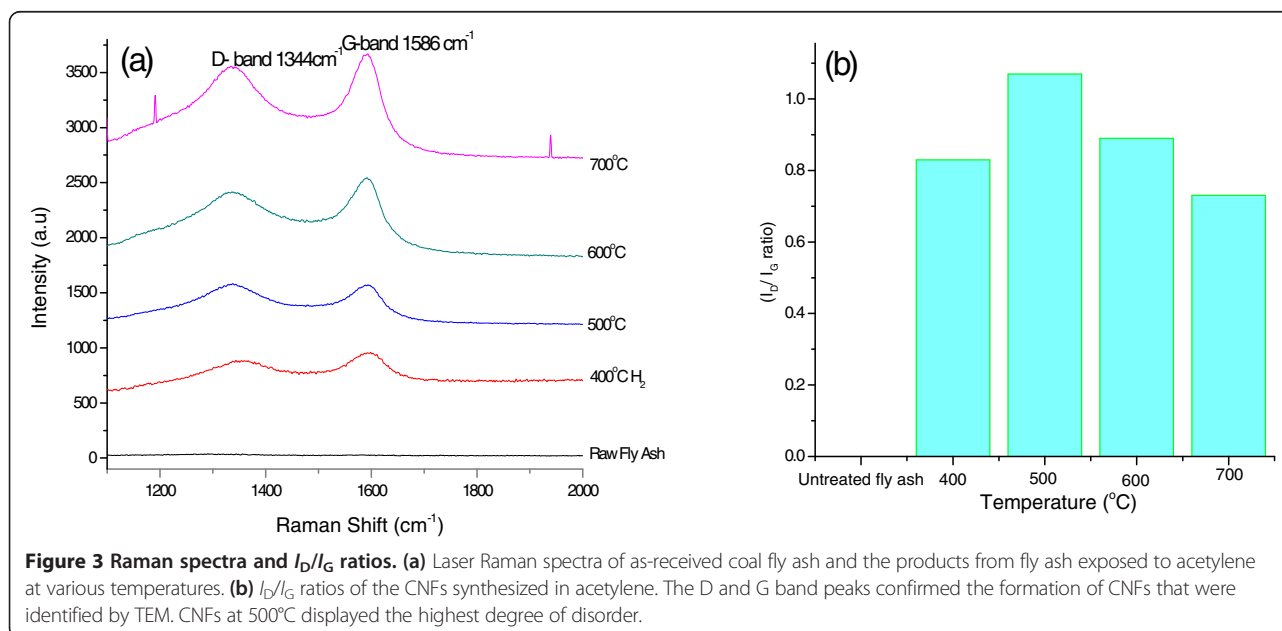 (a)
D- band 1344cm-1
G-band 1586 cm-1
3500
3000
2500
2000
1500
1000
500
0
Intensity (a.u)
700°C
600°C
500°C
400°C H2
Raw Fly Ash
1200
1400
1600
1800
2000
Raman Shift (cm-1)
(b)
1.0
0.8
0.6
0.4
0.2
0.0
(ID/ IG ratio)
Untreated fly ash
400
500
600
700
Temperature (°C)
Figure 3 Raman spectra and ID/IG ratios. (a) Laser Raman spectra of as-received coal fly ash and the products from fly ash exposed to acetylene
at various temperatures. (b) ID/IG ratios of the CNFs synthesized in acetylene. The D and G band peaks confirmed the formation of CNFs that were
identified by TEM. CNFs at 500°C displayed the highest degree of disorder.